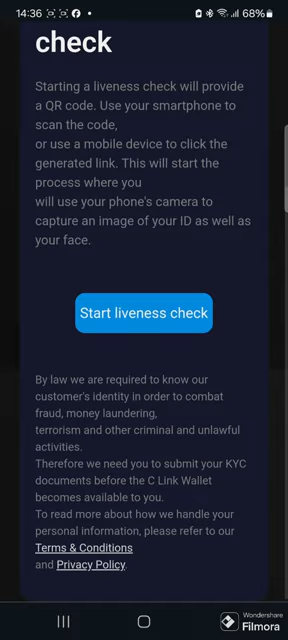 14:36
68%
check
Starting a liveness check will provide
a QR code. Use your smartphone to
scan the code,
or use a mobile device to click the
generated link. This will start the
process where you
will use your phone's camera to
capture an image of your ID as well as
your face.
Start liveness check
By law we are required to know our
customer's identity in order to combat
fraud, money laundering,
terrorism and other criminal and unlawful
activities.
Therefore we need you to submit your KYC
documents before the C Link Wallet
becomes available to you.
To read more about how we handle your
personal information, please refer to our
Terms & Conditions
and Privacy Policy.
Wondershare
Filmora